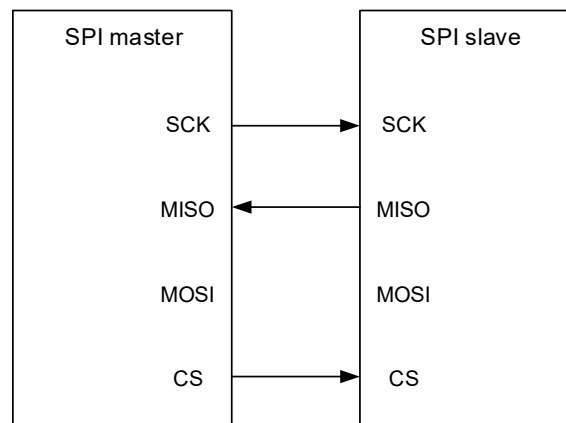 SPI master
SPI slave
SCK
SCK
MISO
MISO
MOSI
MOSI
CS
CS